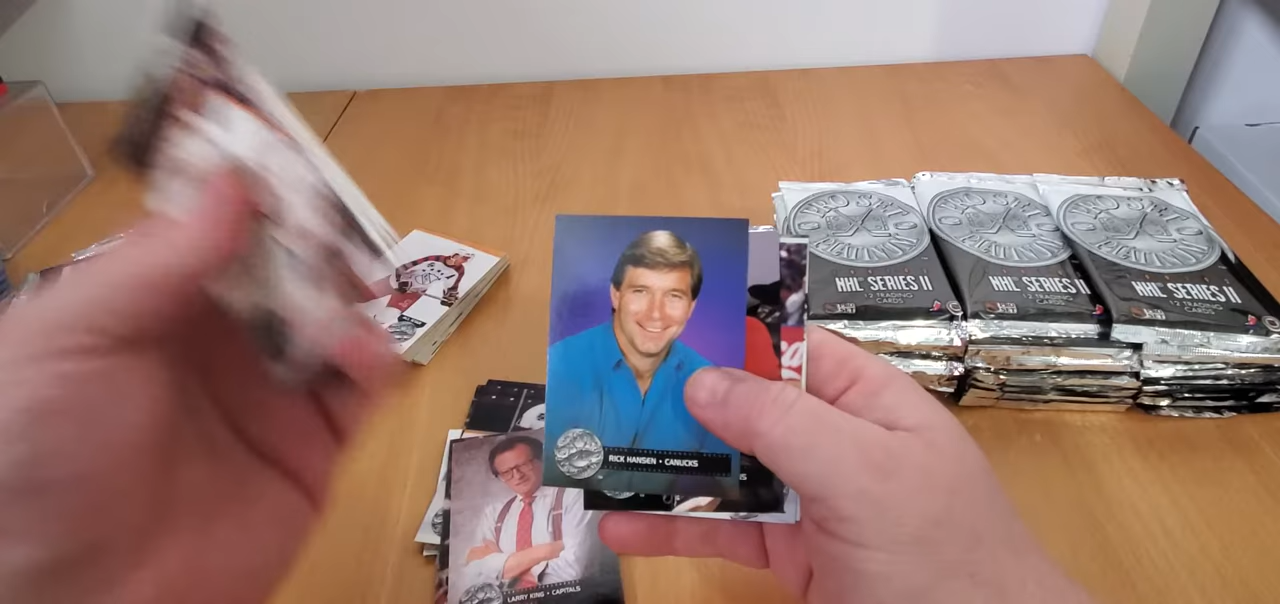 PRO SET
PLATINUM
NHL SERIES II
12 TRADING
CARDS
PRO SET
PLATINUM
NHL SERIES II
12 TRADING
CARDS
PRO SET
PLATINUM
NHL SERIES II
12 TRADING
CARDS
RICK HANSEN • CANUCKS
LARRY KING • CAPITALS